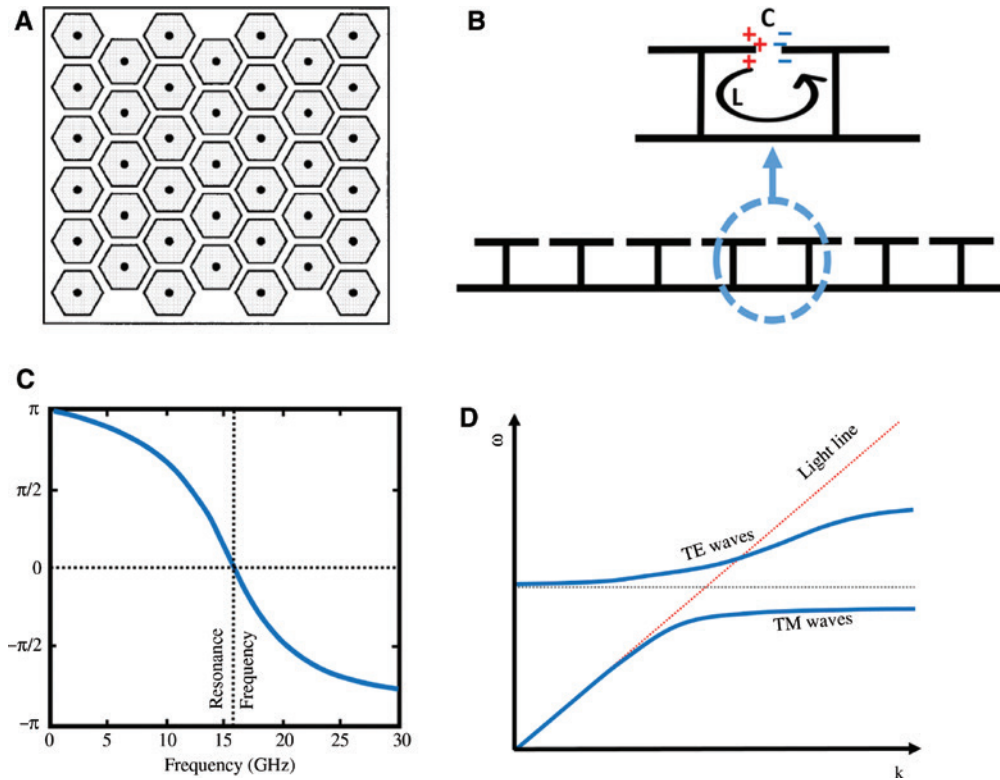 A
B
C
L
C
π
π/2
0
−π/2
−π
Resonance
Frequency
0 5 10 15 20 25 30
Frequency (GHz)
D
ω
Light line
TE waves
TM waves
k